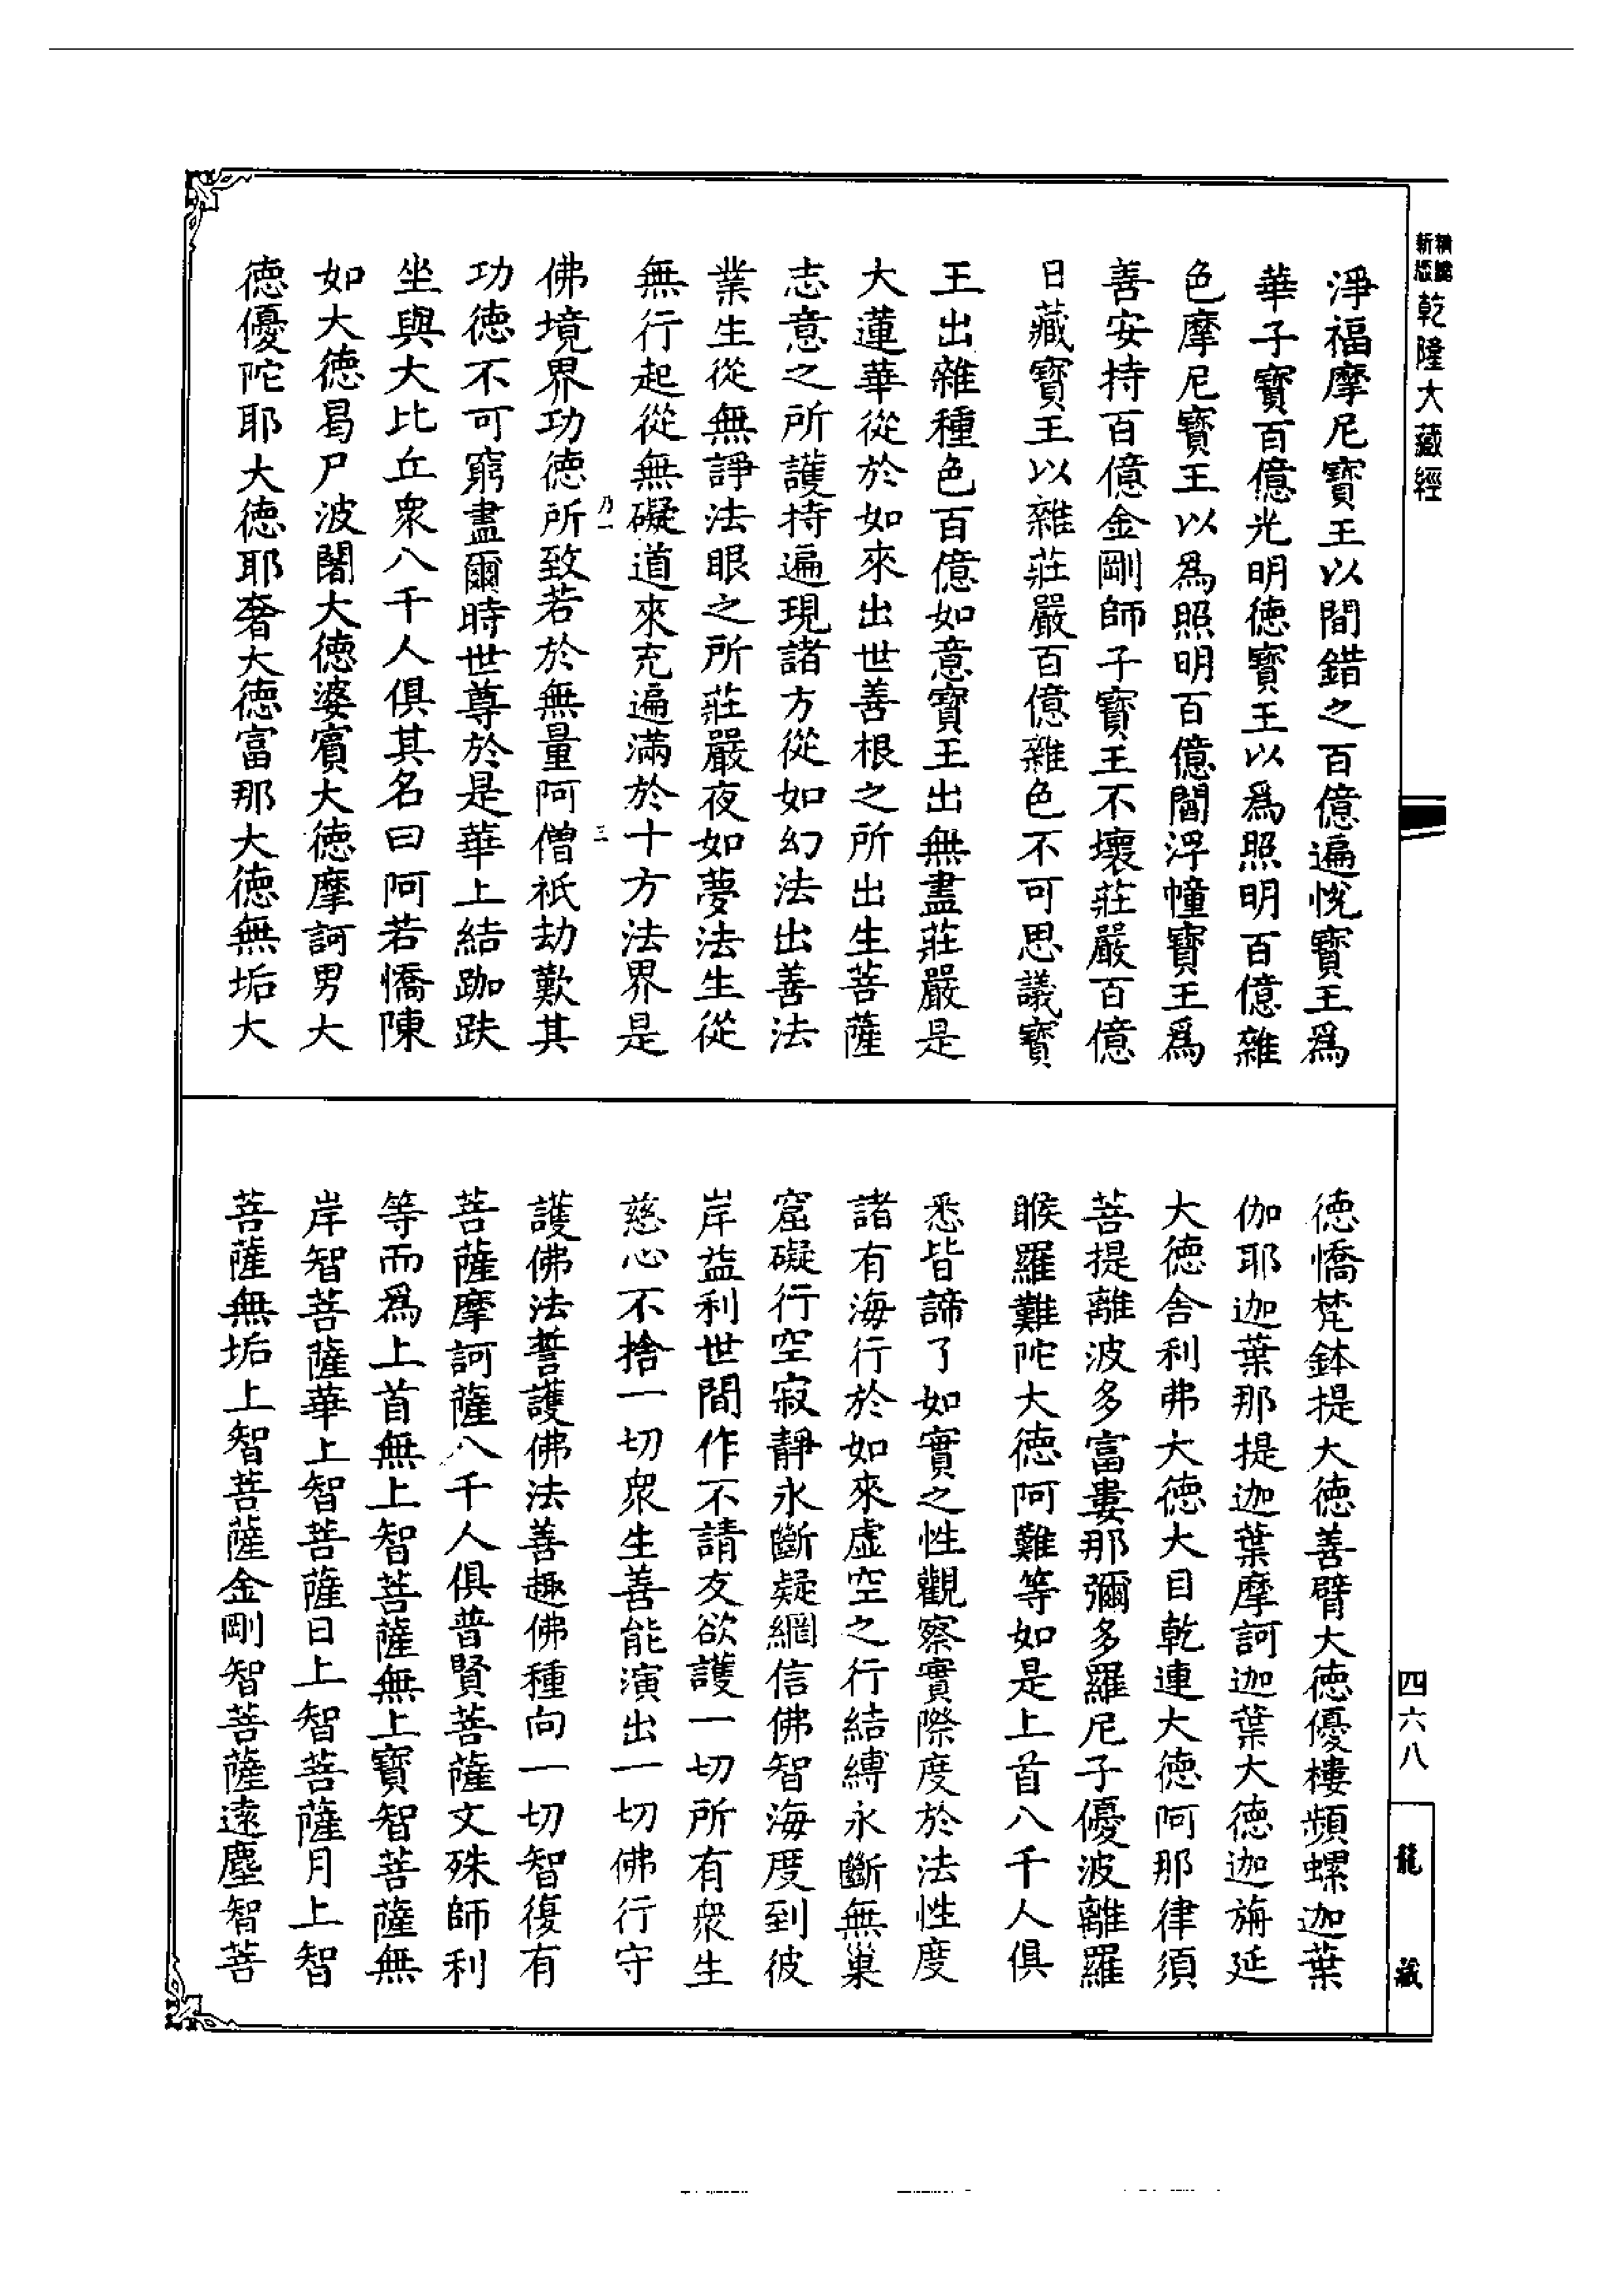 乾隆大藏經
淨福摩尼寶王以間錯之百億遍悅寶王爲
華子寶百億光明德寶王以爲照明百億雜
色摩尼寶王以爲照明百億閻浮幢寶王爲
善安持百億金剛師子寶王不壞莊嚴百億
日藏寶王以雜莊嚴百億雜色不可思議寶
王出雜種色百億如意寶王出無盡莊嚴是
大蓮華從於如來出世善根之所出生菩薩
志意之所護持遍現諸方從如幻法出善法
業生從無諍法眼之所莊嚴夜如夢法生從
無行起從無礙道來充遍滿於十方法界是
乃一
三
佛境界功德所致若於無量阿僧祇劫歎其
功德不可窮盡爾時世尊於是華上結跏趺
坐與大比丘衆八千人俱其名曰阿若憍陳
如大德曷尸波闍大德婆濱大德摩訶男大
德優陀耶大德耶奢大德富那大德無垢大
德憍梵鉢提大德善臂大德優樓頻螺迦葉
伽耶迦葉那提迦葉摩訶迦葉大德迦旃延
大德舍利弗大德大目乾連大德阿那律須
菩提離波多富婁那彌多羅尼子優波離羅
睺羅難陀大德阿難等如是上首八千人俱
悉皆諦了如實之性觀察實際度於法性度
諸有海行於如來虛空之行結縛永斷無巢
窟礙行空寂靜永斷疑網信佛智海度到彼
岸益利世間作不請友欲護一切所有衆生
慈心不捨一切衆生善能演出一切佛行守
護佛法誓護佛法善趣佛種向一切智復有
菩薩摩訶薩八千人俱普賢菩薩文殊師利
等而爲上首無上智菩薩無上寶智菩薩無
岸智菩薩華上智菩薩日上智菩薩月上智
菩薩無垢上智菩薩金剛智菩薩遠塵智菩
四六八
龍藏